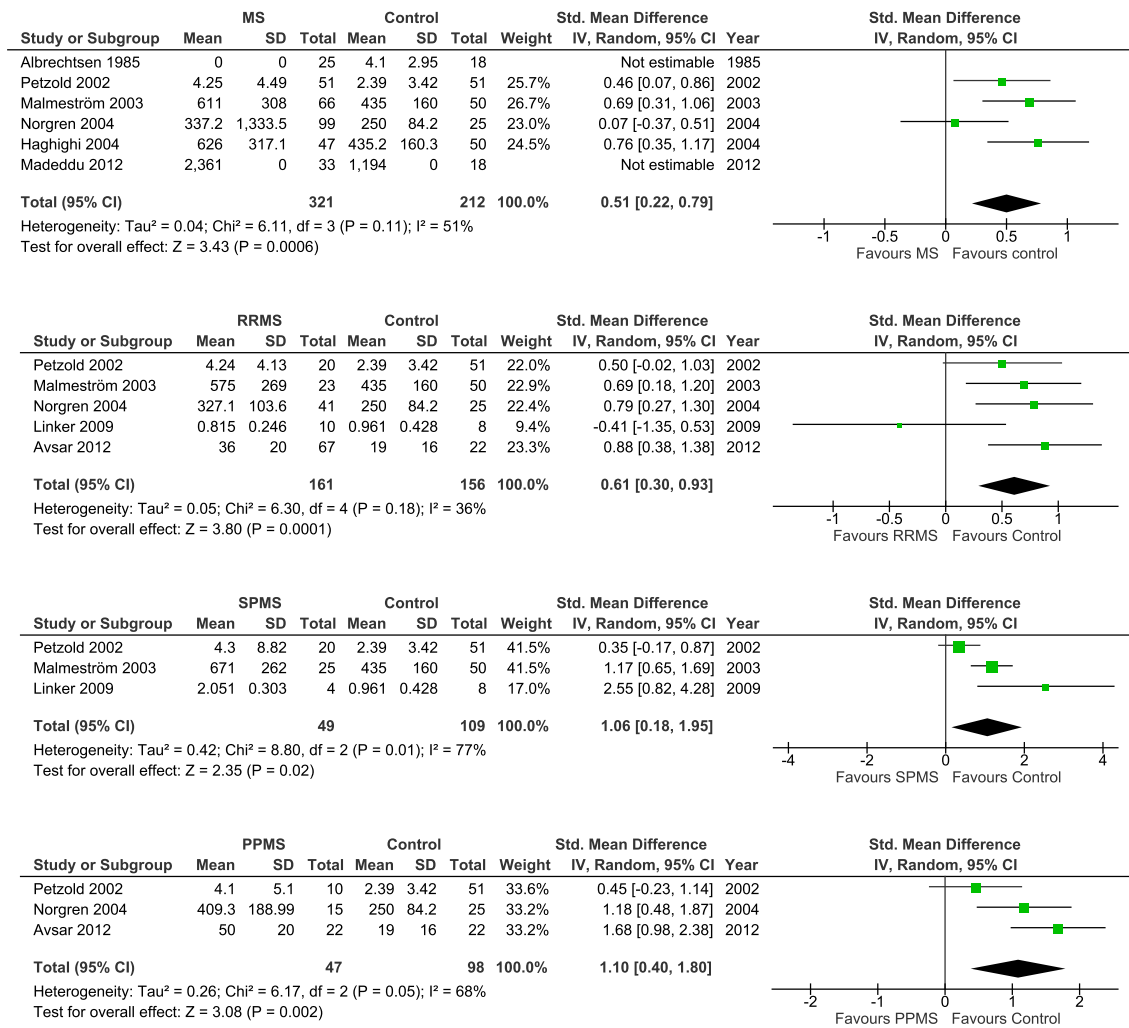 MS Control Std. Mean Difference Std. Mean Difference
Study or Subgroup Mean SD Total Mean SD Total Weight IV, Random, 95% CI Year IV, Random, 95% CI
Albrechtsen 1985 0 0 25 4.1 2.95 18 Not estimable 1985
Petzold 2002 4.25 4.49 51 2.39 3.42 51 25.7% 0.46 [0.07, 0.86] 2002
Malmeström 2003 611 308 66 435 160 50 26.7% 0.69 [0.31, 1.06] 2003
Norgren 2004 337.2 1,333.5 99 250 84.2 25 23.0% 0.07 [-0.37, 0.51] 2004
Haghighi 2004 626 317.1 47 435.2 160.3 50 24.5% 0.76 [0.35, 1.17] 2004
Madeddu 2012 2,361 0 33 1,194 0 18 Not estimable 2012
Total (95% CI) 321 212 100.0% 0.51 [0.22, 0.79]
Heterogeneity: Tau² = 0.04; Chi² = 6.11, df = 3 (P = 0.11); I² = 51%
Test for overall effect: Z = 3.43 (P = 0.0006)
-1 -0.5 0 0.5 1
Favours MS Favours control
RRMS Control Std. Mean Difference Std. Mean Difference
Study or Subgroup Mean SD Total Mean SD Total Weight IV, Random, 95% CI Year IV, Random, 95% CI
Petzold 2002 4.24 4.13 20 2.39 3.42 51 22.0% 0.50 [-0.02, 1.03] 2002
Malmeström 2003 575 269 23 435 160 50 22.9% 0.69 [0.18, 1.20] 2003
Norgren 2004 327.1 103.6 41 250 84.2 25 22.4% 0.79 [0.27, 1.30] 2004
Linker 2009 0.815 0.246 10 0.961 0.428 8 9.4% -0.41 [-1.35, 0.53] 2009
Avsar 2012 36 20 67 19 16 22 23.3% 0.88 [0.38, 1.38] 2012
Total (95% CI) 161 156 100.0% 0.61 [0.30, 0.93]
Heterogeneity: Tau² = 0.05; Chi² = 6.30, df = 4 (P = 0.18); I² = 36%
Test for overall effect: Z = 3.80 (P = 0.0001)
-1 -0.5 0 0.5 1
Favours RRMS Favours Control
SPMS Control Std. Mean Difference Std. Mean Difference
Study or Subgroup Mean SD Total Mean SD Total Weight IV, Random, 95% CI Year IV, Random, 95% CI
Petzold 2002 4.3 8.82 20 2.39 3.42 51 41.5% 0.35 [-0.17, 0.87] 2002
Malmeström 2003 671 262 25 435 160 50 41.5% 1.17 [0.65, 1.69] 2003
Linker 2009 2.051 0.303 4 0.961 0.428 8 17.0% 2.55 [0.82, 4.28] 2009
Total (95% CI) 49 109 100.0% 1.06 [0.18, 1.95]
Heterogeneity: Tau² = 0.42; Chi² = 8.80, df = 2 (P = 0.01); I² = 77%
Test for overall effect: Z = 2.35 (P = 0.02)
-4 -2 0 2 4
Favours SPMS Favours Control
PPMS Control Std. Mean Difference Std. Mean Difference
Study or Subgroup Mean SD Total Mean SD Total Weight IV, Random, 95% CI Year IV, Random, 95% CI
Petzold 2002 4.1 5.1 10 2.39 3.42 51 33.6% 0.45 [-0.23, 1.14] 2002
Norgren 2004 409.3 188.99 15 250 84.2 25 33.2% 1.18 [0.48, 1.87] 2004
Avsar 2012 50 20 22 19 16 22 33.2% 1.68 [0.98, 2.38] 2012
Total (95% CI) 47 98 100.0% 1.10 [0.40, 1.80]
Heterogeneity: Tau² = 0.26; Chi² = 6.17, df = 2 (P = 0.05); I² = 68%
Test for overall effect: Z = 3.08 (P = 0.002)
-2 -1 0 1 2
Favours PPMS Favours Control